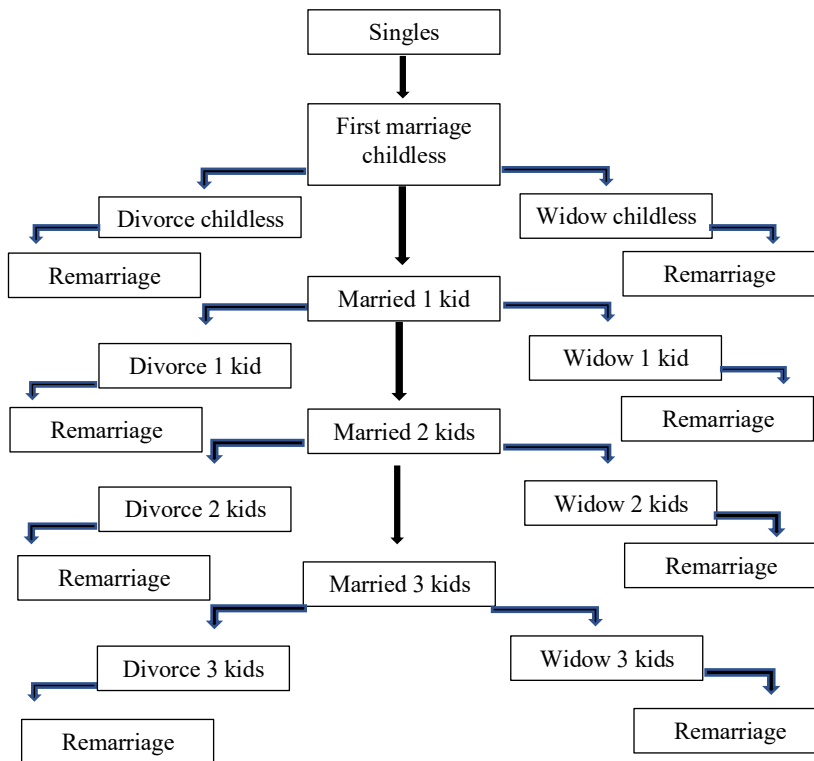 Singles
First marriage
childless
Divorce childless
Widow childless
Remarriage
Remarriage
Married 1 kid
Divorce 1 kid
Widow 1 kid
Remarriage
Remarriage
Married 2 kids
Divorce 2 kids
Widow 2 kids
Remarriage
Remarriage
Married 3 kids
Divorce 3 kids
Widow 3 kids
Remarriage
Remarriage